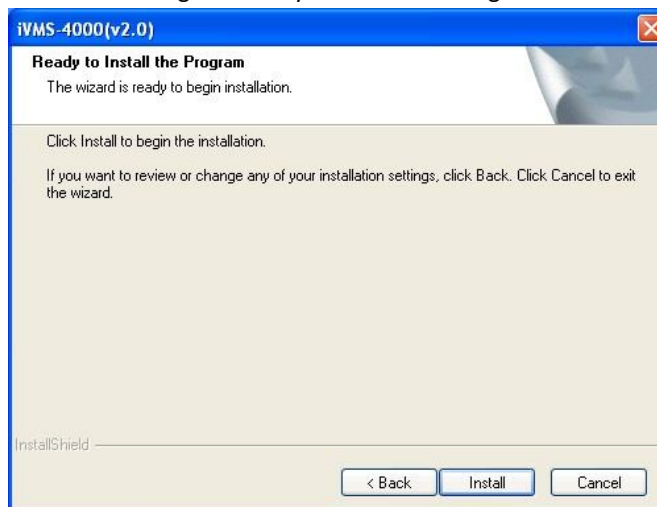 iVMS-4000(v2.0)
Ready to Install the Program
The wizard is ready to begin installation.
Click Install to begin the installation.
If you want to review or change any of your installation settings, click Back. Click Cancel to exit
the wizard.
InstallShield
< Back Install Cancel